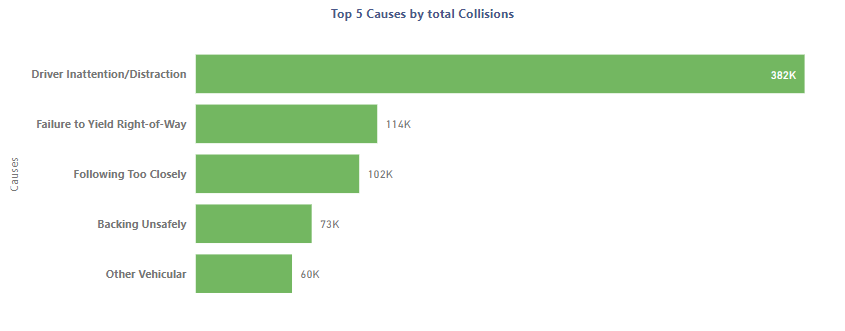 Top 5 Causes by total Collisions
Causes
Driver Inattention/Distraction 382K
Failure to Yield Right-of-Way 114K
Following Too Closely 102K
Backing Unsafely 73K
Other Vehicular 60K